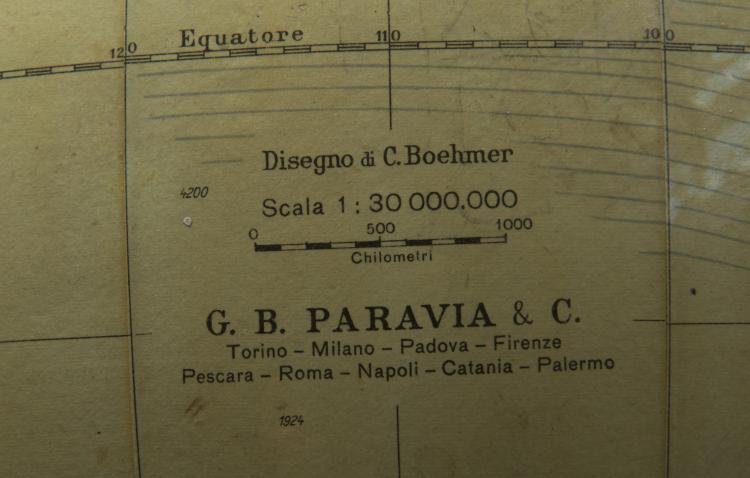 Equatore
120 110 100
Disegno di C. Boehmer
4200
Scala 1 : 30 000.000
0 500 1000
Chilometri
G. B. PARAVIA & C.
Torino – Milano – Padova – Firenze
Pescara – Roma – Napoli – Catania – Palermo
1924